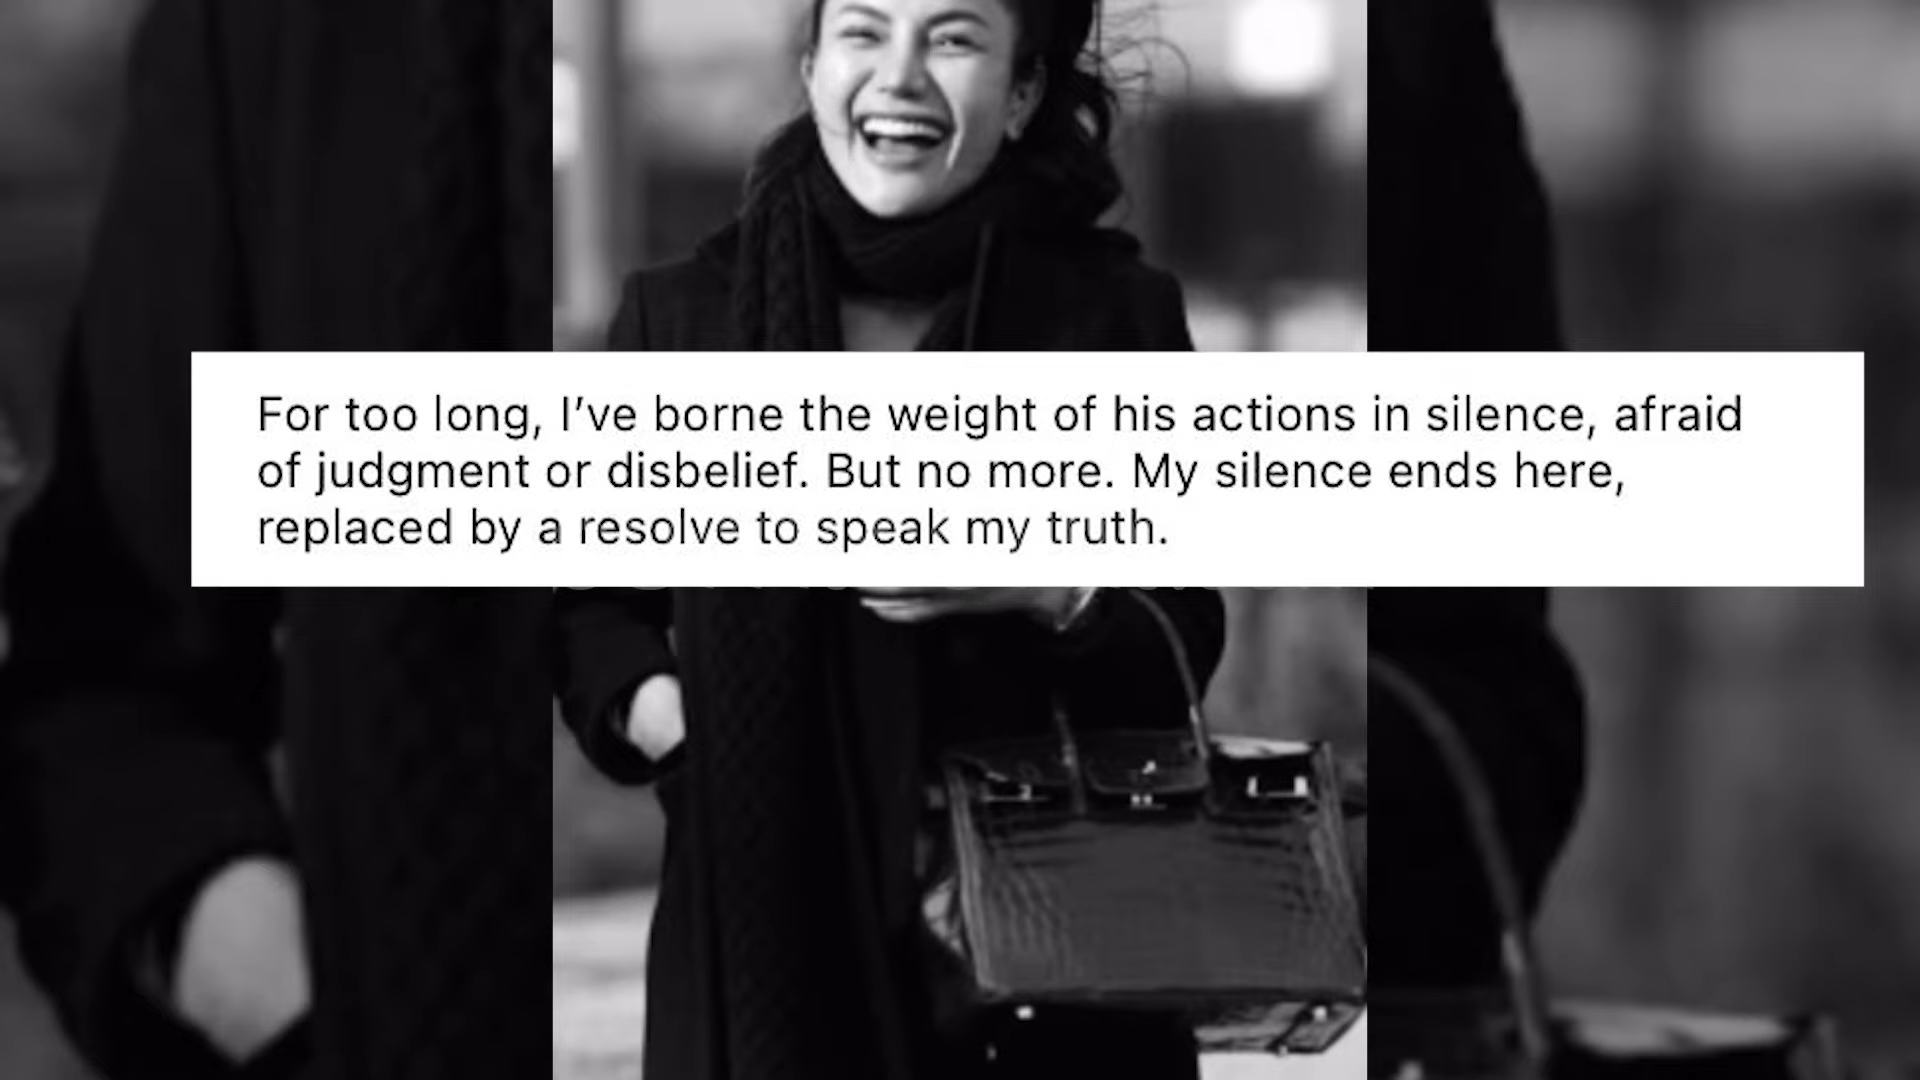 For too long, I’ve borne the weight of his actions in silence, afraid
of judgment or disbelief. But no more. My silence ends here,
replaced by a resolve to speak my truth.